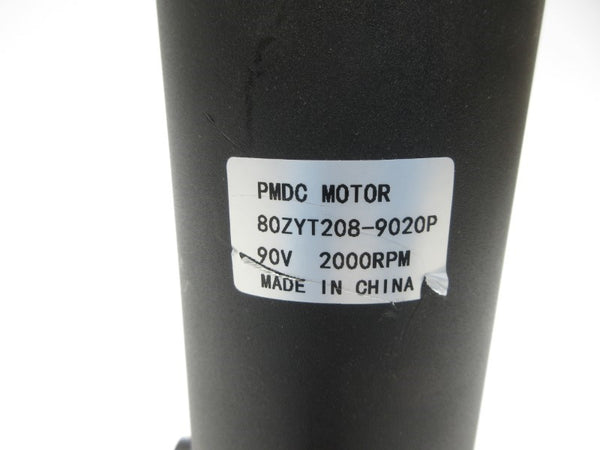 PMDC MOTOR
80ZYT208-9020P
90V 2000RPM
MADE IN CHINA